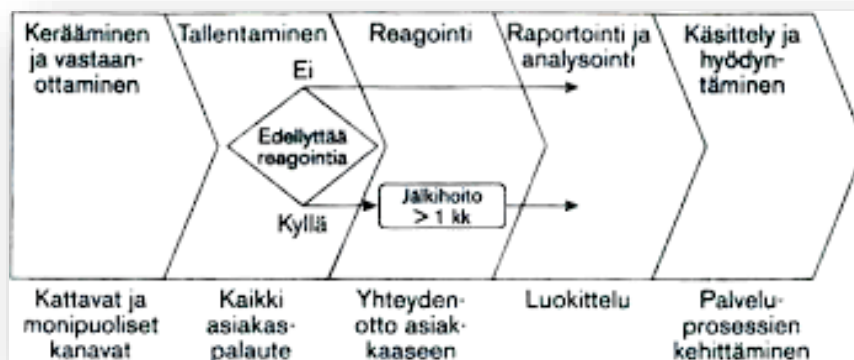 Kerääminen
ja vastaan-
ottaminen
Tallentaminen
Reagointi
Raportointi ja
analysointi
Käsittely ja
hyödyn-
täminen
Ei
Edellyttää
reagointia
Kyllä
Jälkihoito
> 1 kk
Kattavat ja
monipuoliset
kanavat
Kaikki
asiakas-
palaute
Yhteyden-
otto asiak-
kaaseen
Luokittelu
Palvelu-
prosessien
kehittäminen